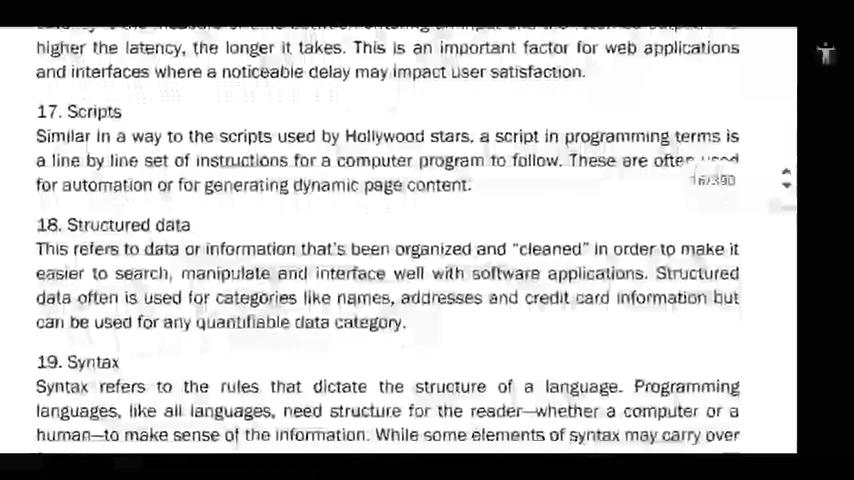 higher the latency, the longer it takes. This is an important factor for web applications
and interfaces where a noticeable delay may impact user satisfaction.
17. Scripts
Similar in a way to the scripts used by Hollywood stars, a script in programming terms is
a line by line set of instructions for a computer program to follow. These are often used
for automation or for generating dynamic page content.
16/390
18. Structured data
This refers to data or information that's been organized and “cleaned” in order to make it
easier to search, manipulate and interface well with software applications. Structured
data often is used for categories like names, addresses and credit card information but
can be used for any quantifiable data category.
19. Syntax
Syntax refers to the rules that dictate the structure of a language. Programming
languages, like all languages, need structure for the reader—whether a computer or a
human—to make sense of the information. While some elements of syntax may carry over